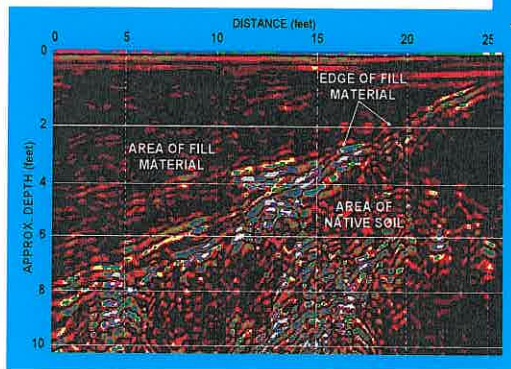 DISTANCE (feet)
0 5 10 15 20 25
0
EDGE OF FILL
MATERIAL
2
AREA OF FILL
MATERIAL
4
AREA OF
NATIVE SOIL
6
8
10
APPROX. DEPTH (feet)